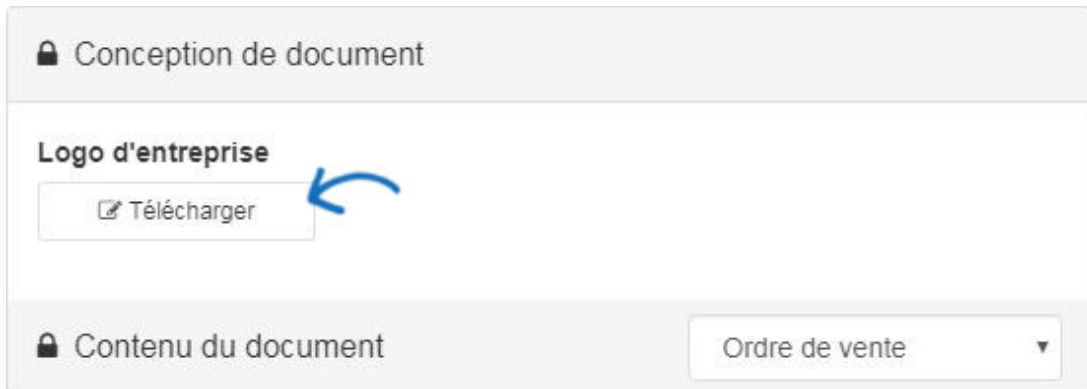 Conception de document
Logo d'entreprise
Télécharger
Contenu du document
Ordre de vente